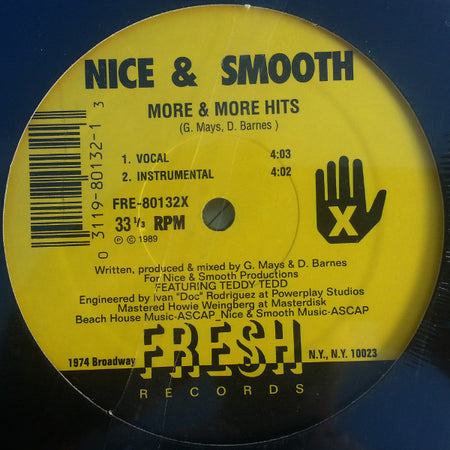 NICE & SMOOTH
MORE & MORE HITS
(G. Mays, D. Barnes )
1. VOCAL 4:03
2. INSTRUMENTAL 4:02
FRE-80132X
33 1/3 RPM
℗ © 1989
0 3119-80132-1 3
X
Written, produced & mixed by G. Mays & D. Barnes
For Nice & Smooth Productions
FEATURING TEDDY TEDD
Engineered by Ivan "Doc" Rodriguez at Powerplay Studios
Mastered Howie Weingberg at Masterdisk
Beach House Music-ASCAP_Nice & Smooth Music-ASCAP
1974 Broadway FRESH N.Y., N.Y. 10023
RECORDS